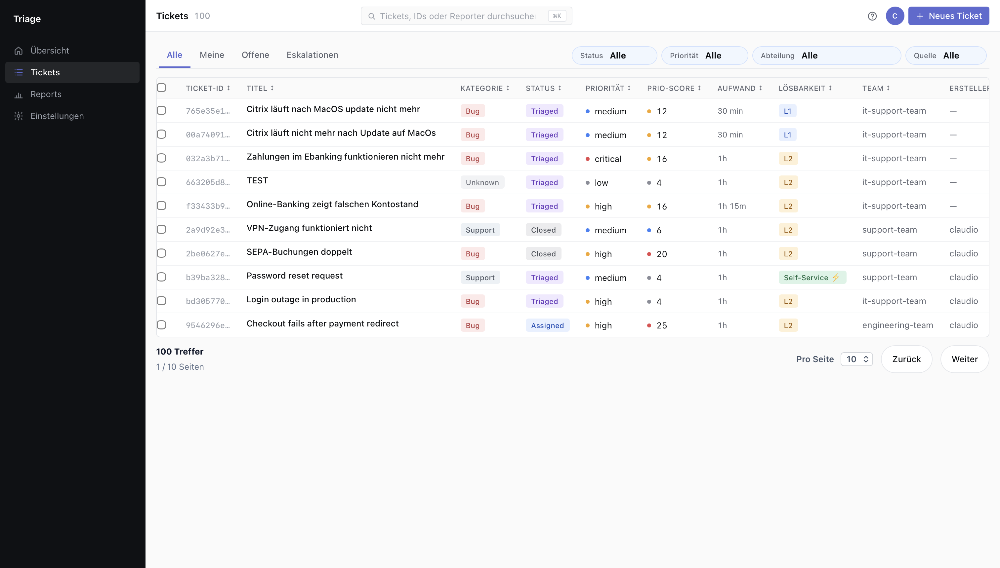 Triage
Übersicht
Tickets
Reports
Einstellungen
Tickets 100
Tickets, IDs oder Reporter durchsuchen ⌘K
? C + Neues Ticket
Alle Meine Offene Eskalationen
Status Alle Priorität Alle Abteilung Alle Quelle Alle
TICKET-ID ↕ TITEL ↕ KATEGORIE ↕ STATUS ↕ PRIORITÄT ↕ PRIO-SCORE ↕ AUFWAND ↕ LÖSBARKEIT ↕ TEAM ↕ ERSTELLER
765e35e1… Citrix läuft nach MacOS update nicht mehr Bug Triaged medium 12 30 min L1 it-support-team —
00a74091… Citrix läuft nicht mehr nach Update auf MacOs Bug Triaged medium 12 30 min L1 it-support-team —
032a3b71… Zahlungen im Ebanking funktionieren nicht mehr Bug Triaged critical 16 1h L2 it-support-team —
663205d8… TEST Unknown Triaged low 4 1h L2 it-support-team —
f33433b9… Online-Banking zeigt falschen Kontostand Bug Triaged high 16 1h 15m L2 it-support-team —
2a9d92e3… VPN-Zugang funktioniert nicht Support Closed medium 6 1h L2 support-team claudio
2be0627e… SEPA-Buchungen doppelt Bug Closed high 20 1h L2 support-team claudio
b39ba328… Password reset request Support Triaged medium 4 1h Self-Service ⚡ support-team claudio
bd305770… Login outage in production Bug Triaged high 4 1h L2 it-support-team claudio
9546296e… Checkout fails after payment redirect Bug Assigned high 25 1h L2 engineering-team claudio
100 Treffer
1 / 10 Seiten
Pro Seite 10 Zurück Weiter